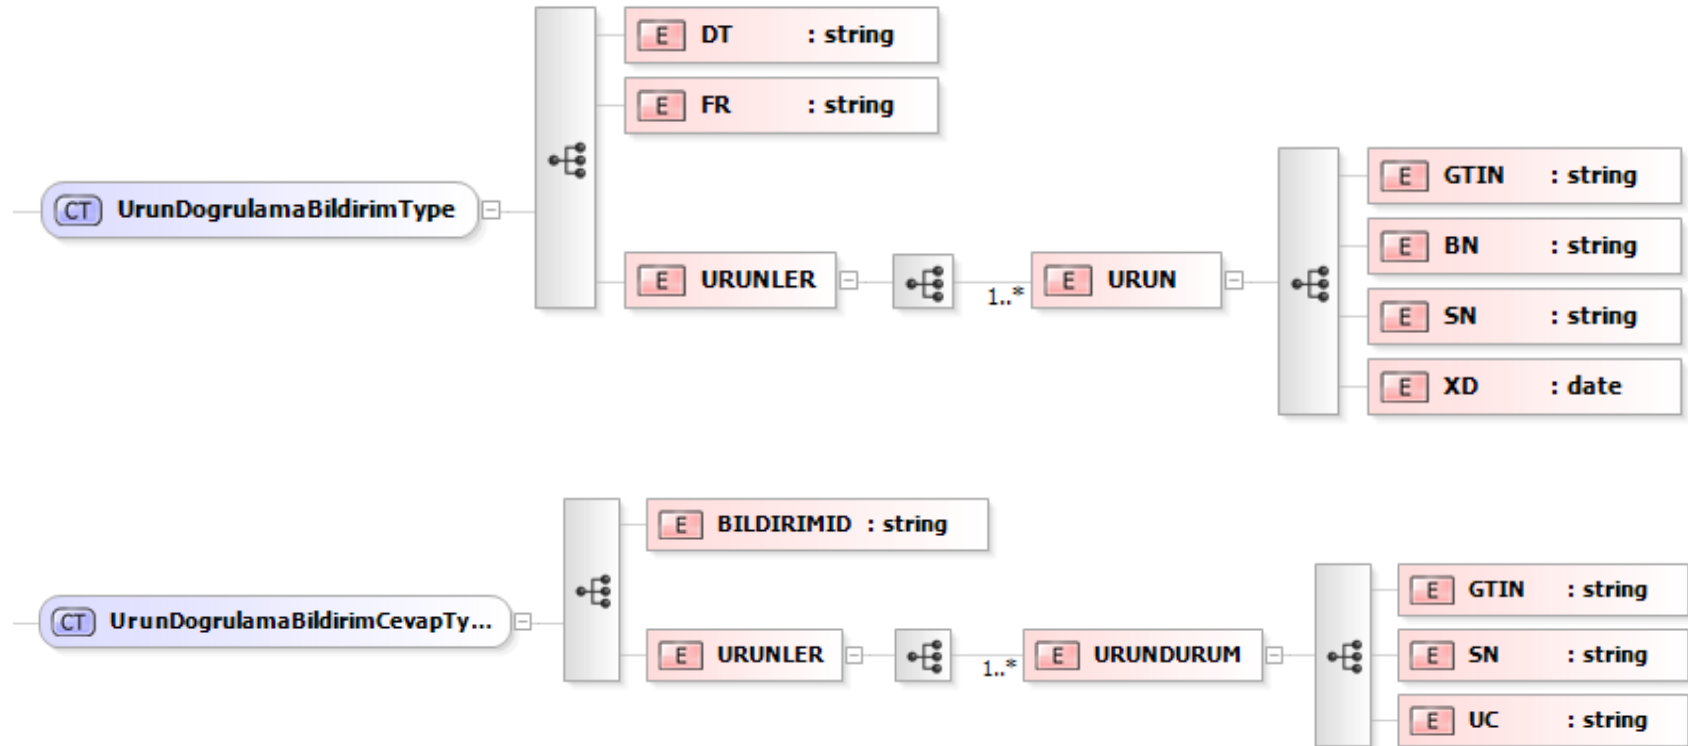 E DT : string
E FR : string
CT UrunDogrulamaBildirimType
E URUNLER
1..*
E URUN
E GTIN : string
E BN : string
E SN : string
E XD : date
E BILDIRIMID : string
CT UrunDogrulamaBildirimCevapTy...
E URUNLER
1..*
E URUNDURUM
E GTIN : string
E SN : string
E UC : string